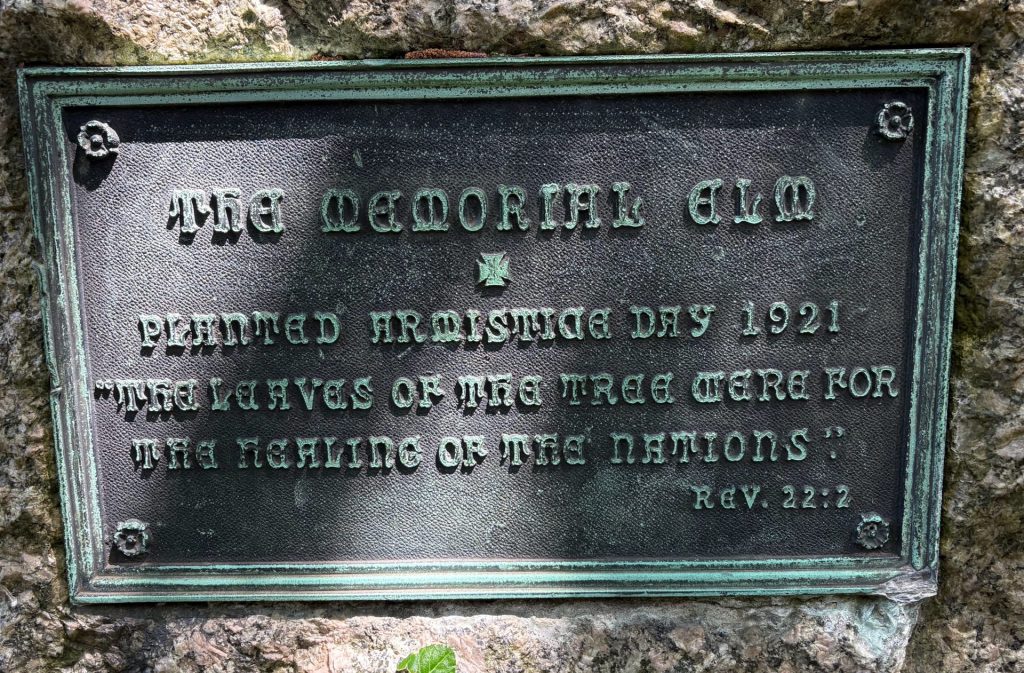 THE MEMORIAL ELM
PLANTED ARMISTICE DAY 1921
“THE LEAVES OF THE TREE WERE FOR
THE HEALING OF THE NATIONS”.
REV. 22:2